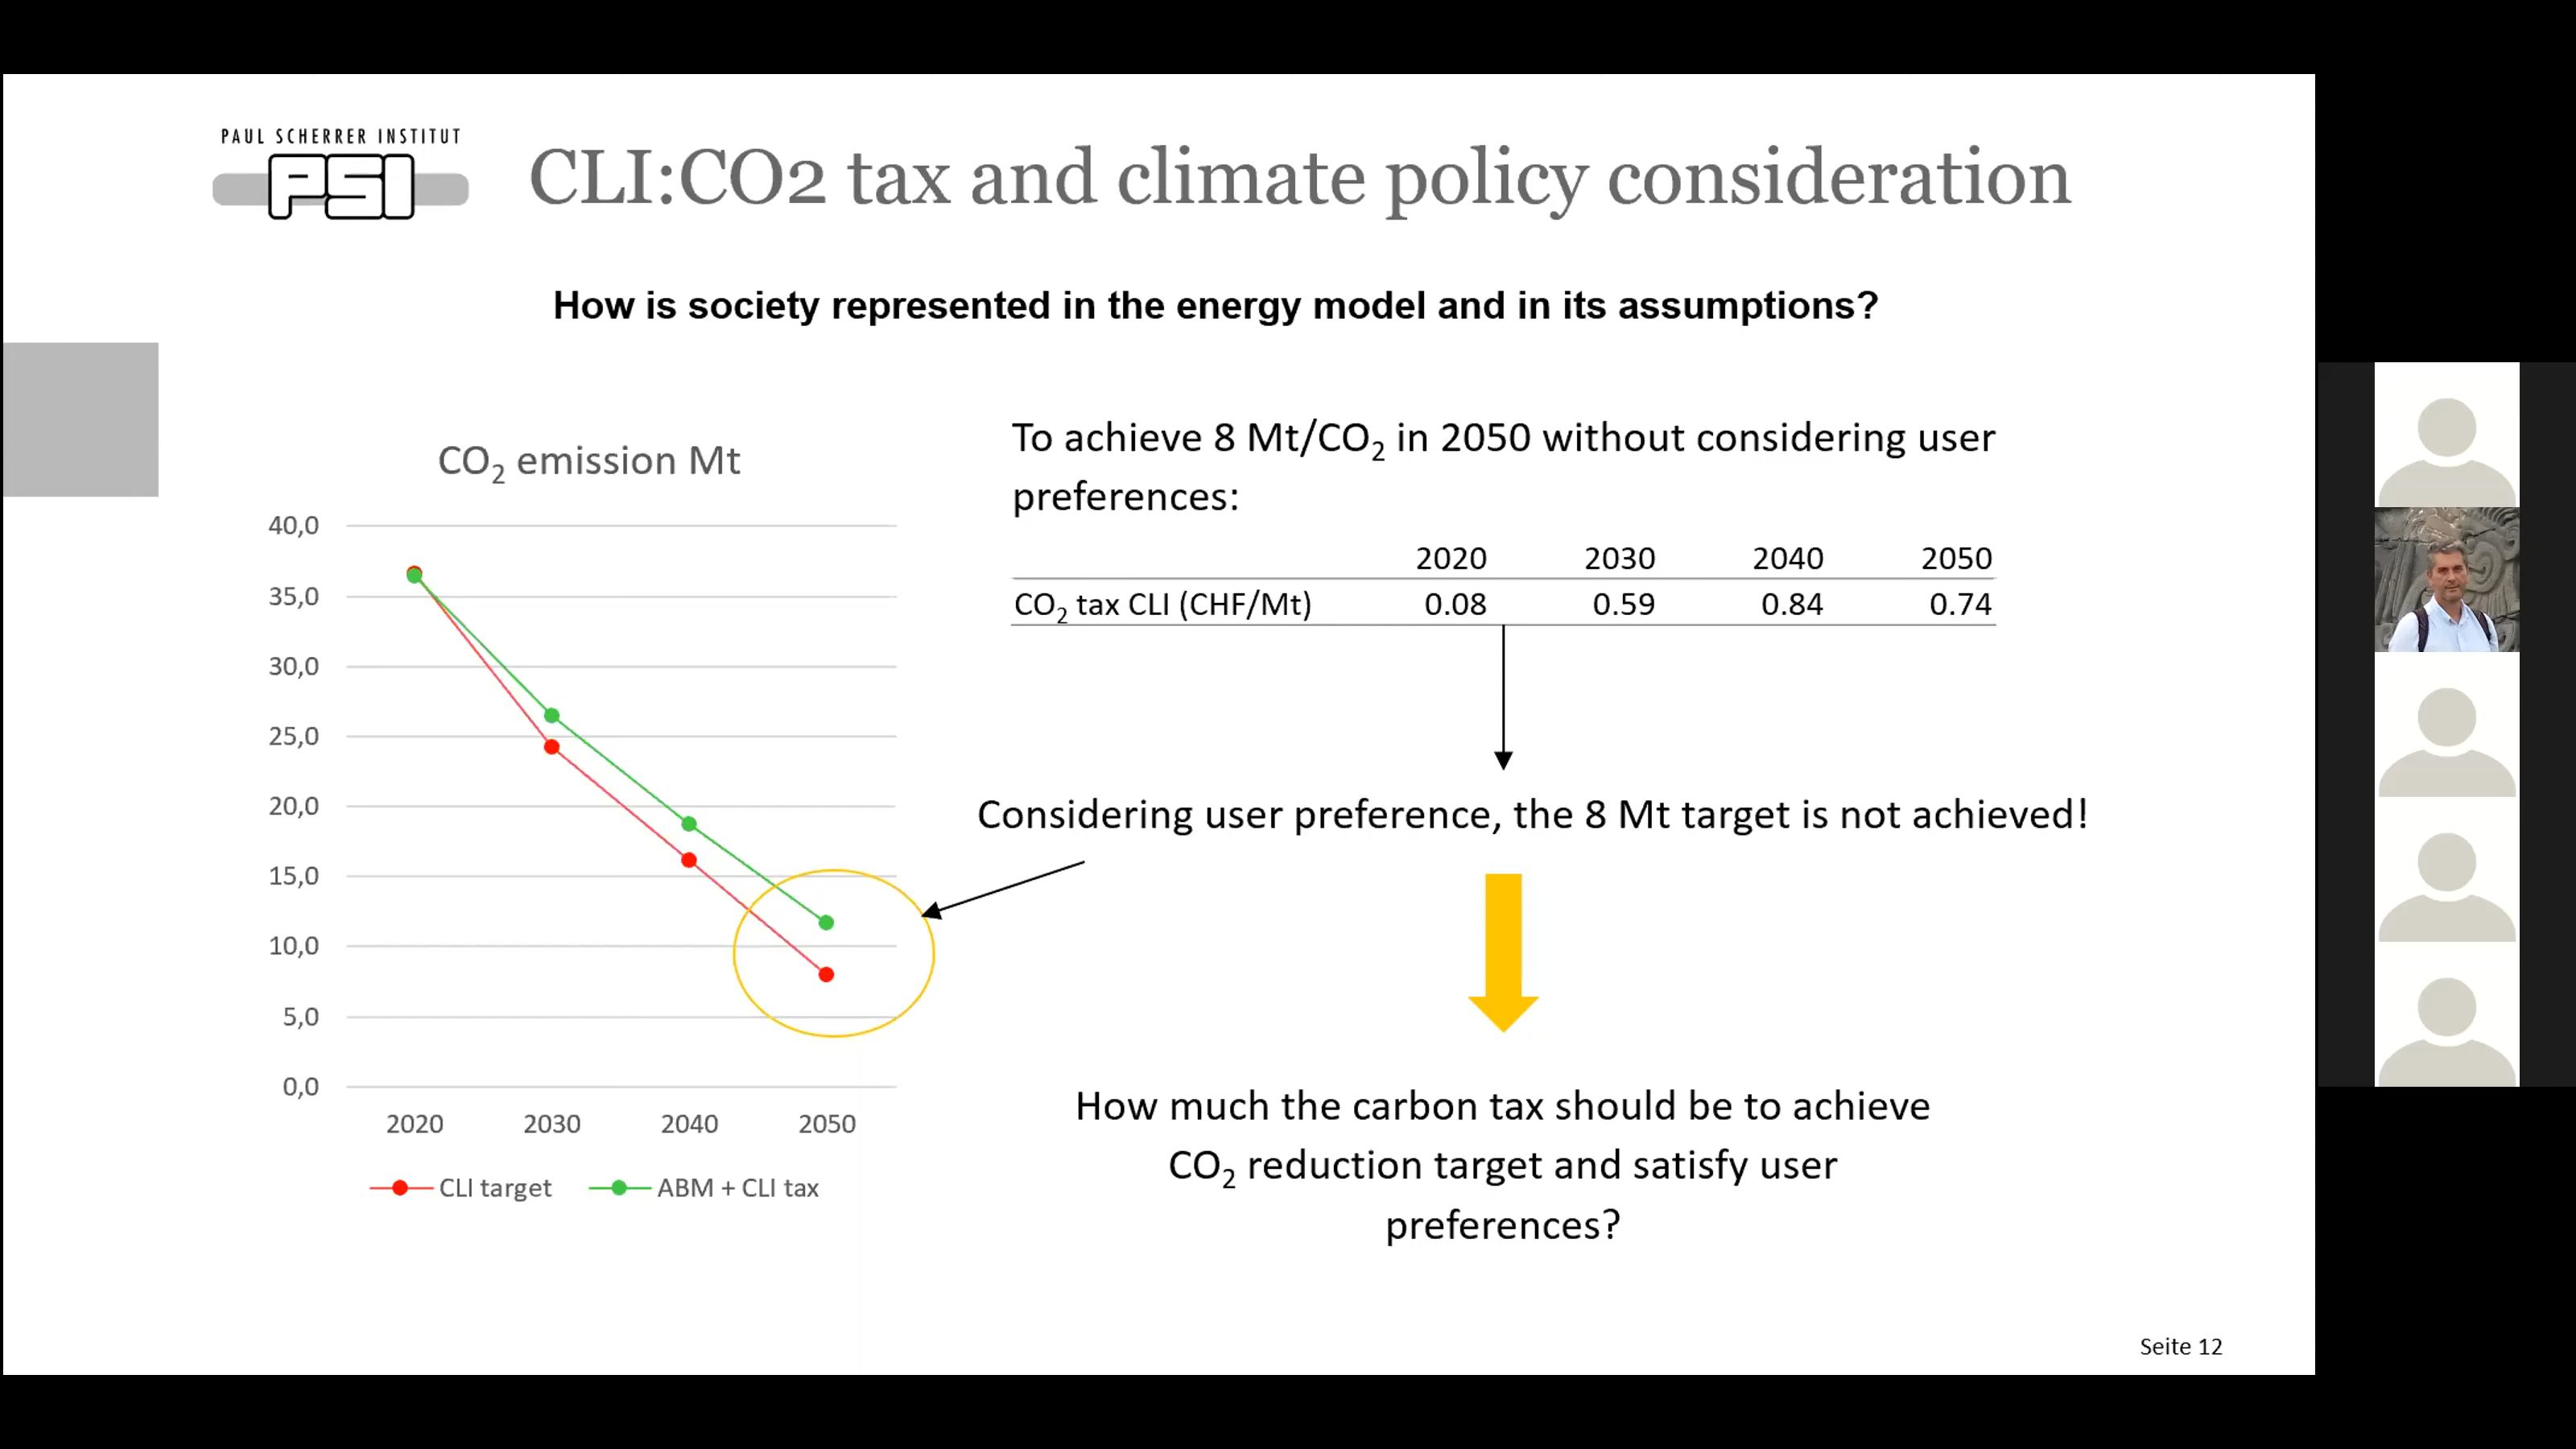 PAUL SCHERRER INSTITUT
PSI
CLI:CO2 tax and climate policy consideration
How is society represented in the energy model and in its assumptions?
CO₂ emission Mt
40,0
35,0
30,0
25,0
20,0
15,0
10,0
5,0
0,0
2020 2030 2040 2050
CLI target ABM + CLI tax
To achieve 8 Mt/CO₂ in 2050 without considering user
preferences:
2020 2030 2040 2050
CO₂ tax CLI (CHF/Mt) 0.08 0.59 0.84 0.74
Considering user preference, the 8 Mt target is not achieved!
How much the carbon tax should be to achieve
CO₂ reduction target and satisfy user
preferences?
Seite 12